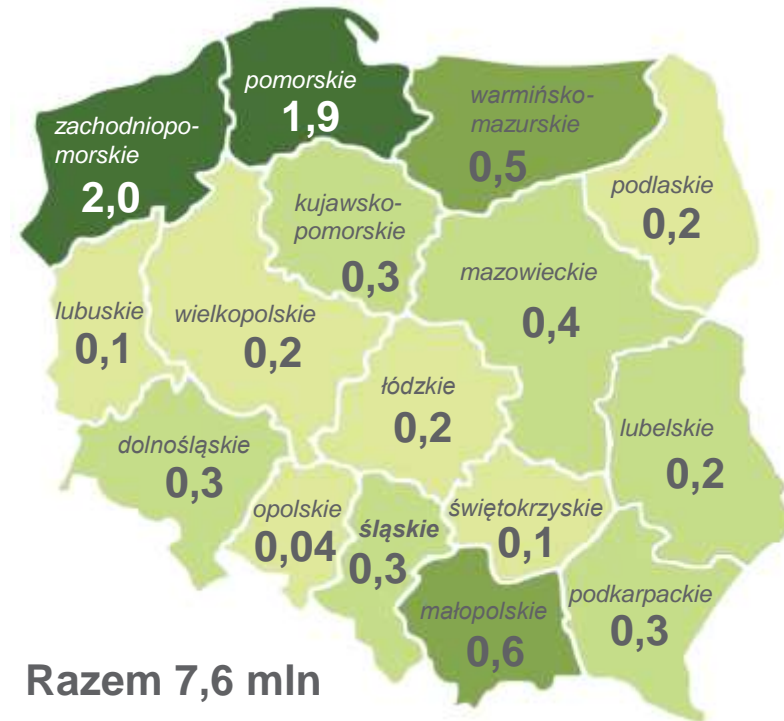 pomorskie
1,9
zachodniopo-
morskie
2,0
warmińsko-
mazurskie
0,5
podlaskie
0,2
kujawsko-
pomorskie
0,3
mazowieckie
0,4
lubuskie
0,1
wielkopolskie
0,2
łódzkie
0,2
lubelskie
0,2
dolnośląskie
0,3
opolskie
0,04
śląskie
0,3
świętokrzyskie
0,1
małopolskie
0,6
podkarpackie
0,3
Razem 7,6 mln